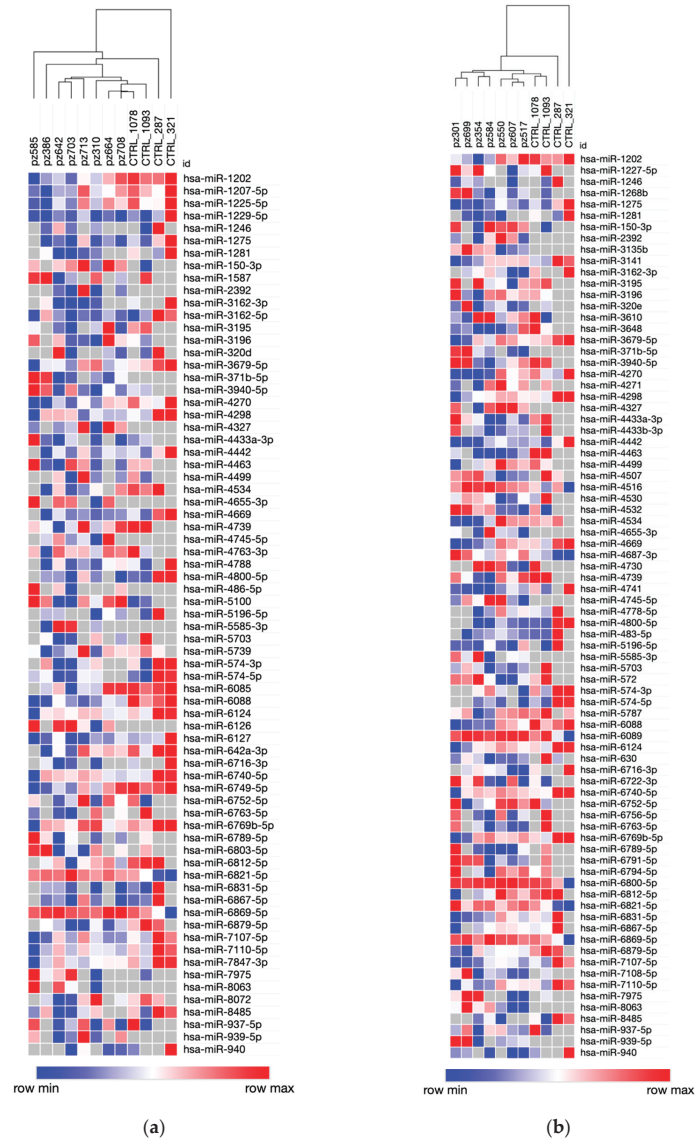 pz585
pz386
pz642
pz703
pz713
pz310
pz664
pz708
CTRL_1078
CTRL_1093
CTRL_287
CTRL_321
id
hsa-miR-1202
hsa-miR-1207-5p
hsa-miR-1225-5p
hsa-miR-1229-5p
hsa-miR-1246
hsa-miR-1275
hsa-miR-1281
hsa-miR-150-3p
hsa-miR-1587
hsa-miR-2392
hsa-miR-3162-3p
hsa-miR-3162-5p
hsa-miR-3195
hsa-miR-3196
hsa-miR-320d
hsa-miR-3679-5p
hsa-miR-371b-5p
hsa-miR-3940-5p
hsa-miR-4270
hsa-miR-4298
hsa-miR-4327
hsa-miR-4433a-3p
hsa-miR-4442
hsa-miR-4463
hsa-miR-4499
hsa-miR-4534
hsa-miR-4655-3p
hsa-miR-4669
hsa-miR-4739
hsa-miR-4745-5p
hsa-miR-4763-3p
hsa-miR-4788
hsa-miR-4800-5p
hsa-miR-486-5p
hsa-miR-5100
hsa-miR-5196-5p
hsa-miR-5585-3p
hsa-miR-5703
hsa-miR-5739
hsa-miR-574-3p
hsa-miR-574-5p
hsa-miR-6085
hsa-miR-6088
hsa-miR-6124
hsa-miR-6126
hsa-miR-6127
hsa-miR-642a-3p
hsa-miR-6716-3p
hsa-miR-6740-5p
hsa-miR-6749-5p
hsa-miR-6752-5p
hsa-miR-6763-5p
hsa-miR-6769b-5p
hsa-miR-6789-5p
hsa-miR-6803-5p
hsa-miR-6812-5p
hsa-miR-6821-5p
hsa-miR-6831-5p
hsa-miR-6867-5p
hsa-miR-6869-5p
hsa-miR-6879-5p
hsa-miR-7107-5p
hsa-miR-7110-5p
hsa-miR-7847-3p
hsa-miR-7975
hsa-miR-8063
hsa-miR-8072
hsa-miR-8485
hsa-miR-937-5p
hsa-miR-939-5p
hsa-miR-940
row min
row max
(a)
pz301
pz699
pz354
pz584
pz550
pz607
pz517
CTRL_1078
CTRL_1093
CTRL_287
CTRL_321
id
hsa-miR-1202
hsa-miR-1227-5p
hsa-miR-1246
hsa-miR-1268b
hsa-miR-1275
hsa-miR-1281
hsa-miR-150-3p
hsa-miR-2392
hsa-miR-3135b
hsa-miR-3141
hsa-miR-3162-3p
hsa-miR-3195
hsa-miR-3196
hsa-miR-320e
hsa-miR-3610
hsa-miR-3648
hsa-miR-3679-5p
hsa-miR-371b-5p
hsa-miR-3940-5p
hsa-miR-4270
hsa-miR-4271
hsa-miR-4298
hsa-miR-4327
hsa-miR-4433a-3p
hsa-miR-4433b-3p
hsa-miR-4442
hsa-miR-4463
hsa-miR-4499
hsa-miR-4507
hsa-miR-4516
hsa-miR-4530
hsa-miR-4532
hsa-miR-4534
hsa-miR-4655-3p
hsa-miR-4669
hsa-miR-4687-3p
hsa-miR-4730
hsa-miR-4739
hsa-miR-4741
hsa-miR-4745-5p
hsa-miR-4778-5p
hsa-miR-4800-5p
hsa-miR-483-5p
hsa-miR-5196-5p
hsa-miR-5585-3p
hsa-miR-5703
hsa-miR-572
hsa-miR-574-3p
hsa-miR-574-5p
hsa-miR-5787
hsa-miR-6088
hsa-miR-6089
hsa-miR-6124
hsa-miR-630
hsa-miR-6716-3p
hsa-miR-6722-3p
hsa-miR-6740-5p
hsa-miR-6752-5p
hsa-miR-6756-5p
hsa-miR-6763-5p
hsa-miR-6769b-5p
hsa-miR-6789-5p
hsa-miR-6791-5p
hsa-miR-6794-5p
hsa-miR-6800-5p
hsa-miR-6812-5p
hsa-miR-6821-5p
hsa-miR-6831-5p
hsa-miR-6867-5p
hsa-miR-6869-5p
hsa-miR-6879-5p
hsa-miR-7107-5p
hsa-miR-7108-5p
hsa-miR-7110-5p
hsa-miR-7975
hsa-miR-8063
hsa-miR-8485
hsa-miR-937-5p
hsa-miR-939-5p
hsa-miR-940
row min
row max
(b)